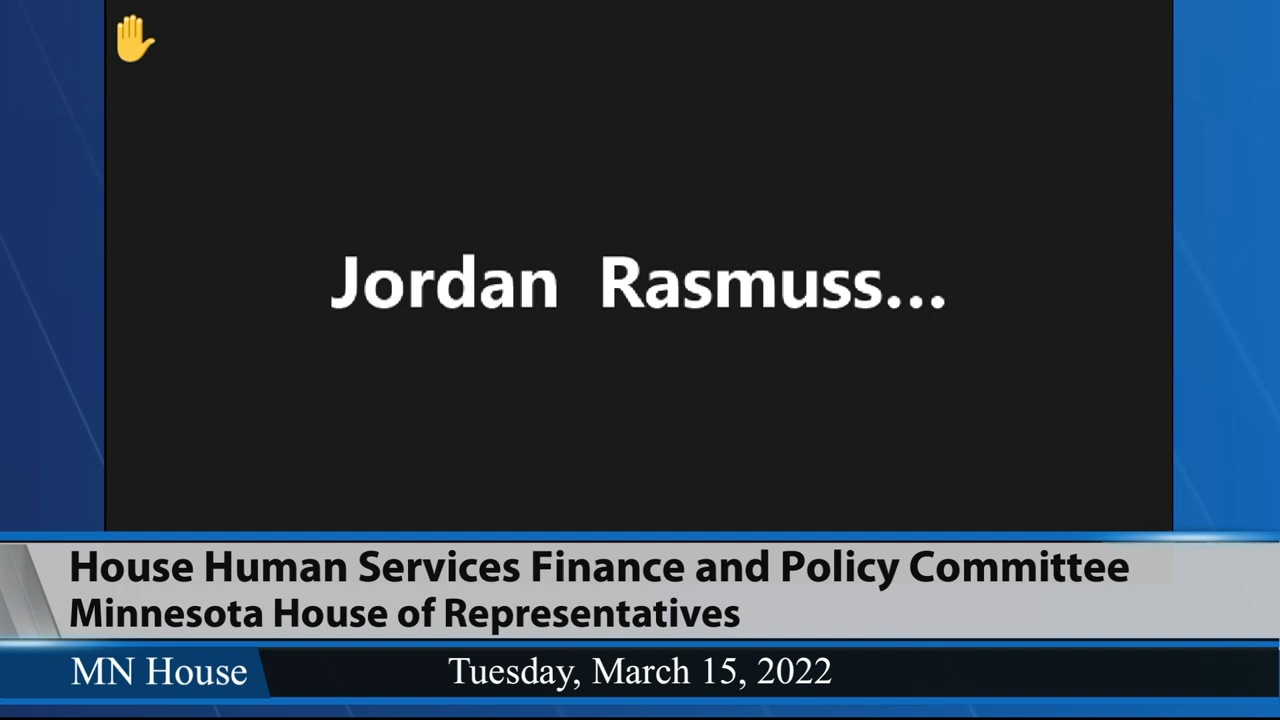 Jordan Rasmuss...
House Human Services Finance and Policy Committee
Minnesota House of Representatives
MN House Tuesday, March 15, 2022